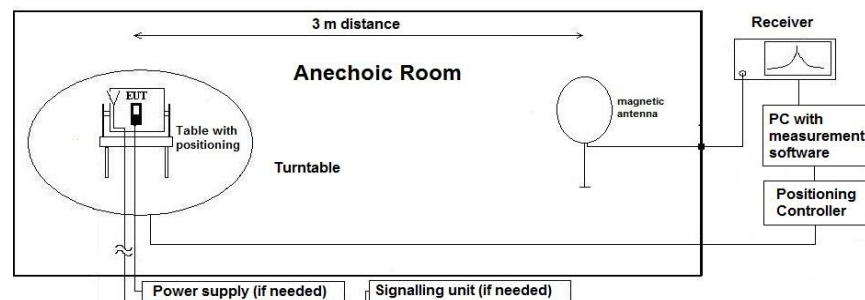 3 m distance
Receiver
Anechoic Room
EUT
Table with
positioning
magnetic
antenna
Turntable
PC with
measurement
software
Positioning
Controller
Power supply (if needed)
Signalling unit (if needed)